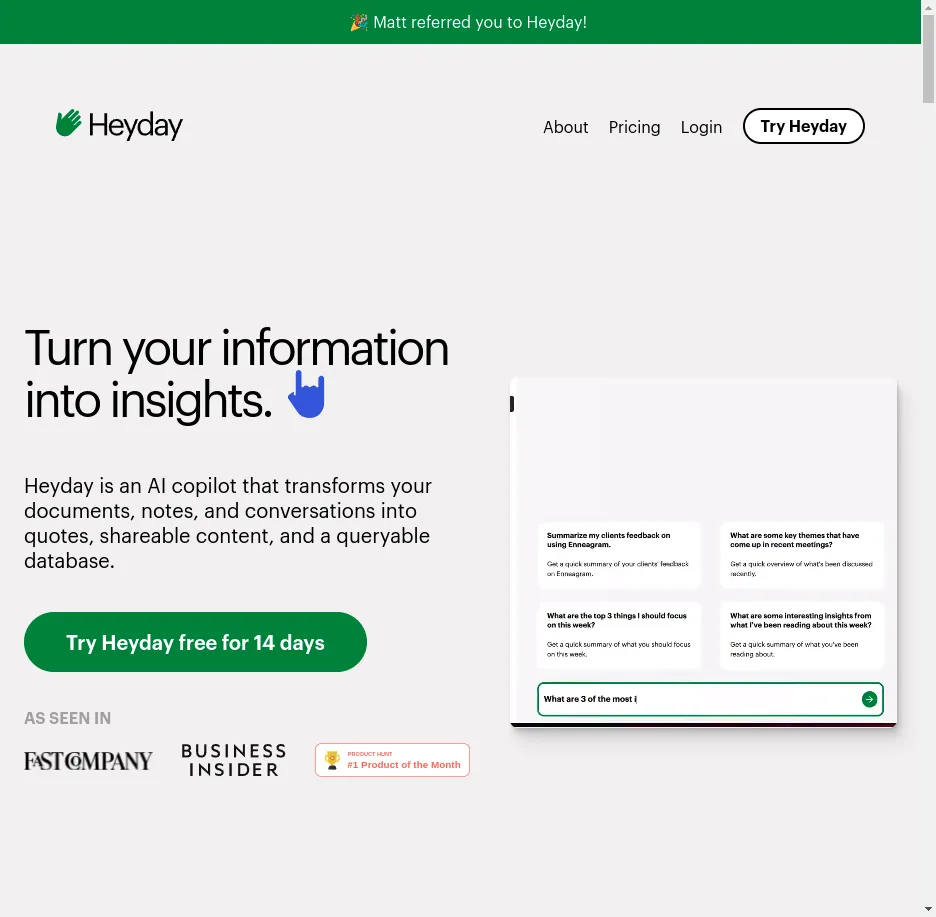 🎉 Matt referred you to Heyday!
Heyday
About
Pricing
Login
Try Heyday
Turn your information
into insights.
Heyday is an AI copilot that transforms your
documents, notes, and conversations into
quotes, shareable content, and a queryable
database.
Try Heyday free for 14 days
AS SEEN IN
FAST COMPANY
BUSINESS
INSIDER
PRODUCT HUNT
#1 Product of the Month
Summarize my clients feedback on
using Enneagram.
Get a quick summary of your clients' feedback
on Enneagram.
What are some key themes that have
come up in recent meetings?
Get a quick overview of what's been discussed
recently.
What are the top 3 things I should focus
on this week?
Get a quick summary of what you should focus
on this week.
What are some interesting insights from
what I've been reading about this week?
Get a quick summary of what you've been
reading about.
What are 3 of the most i